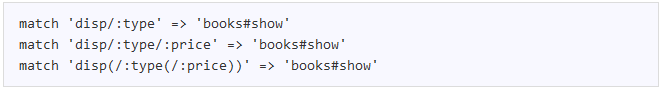 match 'disp/:type' => 'books#show'
match 'disp/:type/:price' => 'books#show'
match 'disp(/:type(/:price))' => 'books#show'